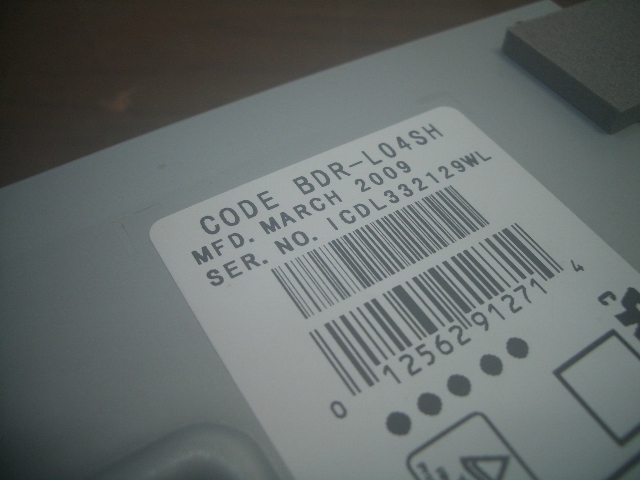 CODE BDR-L04SH
MFD. MARCH 2009
SER. NO. ICDL332129WL
0 12562 91271 4